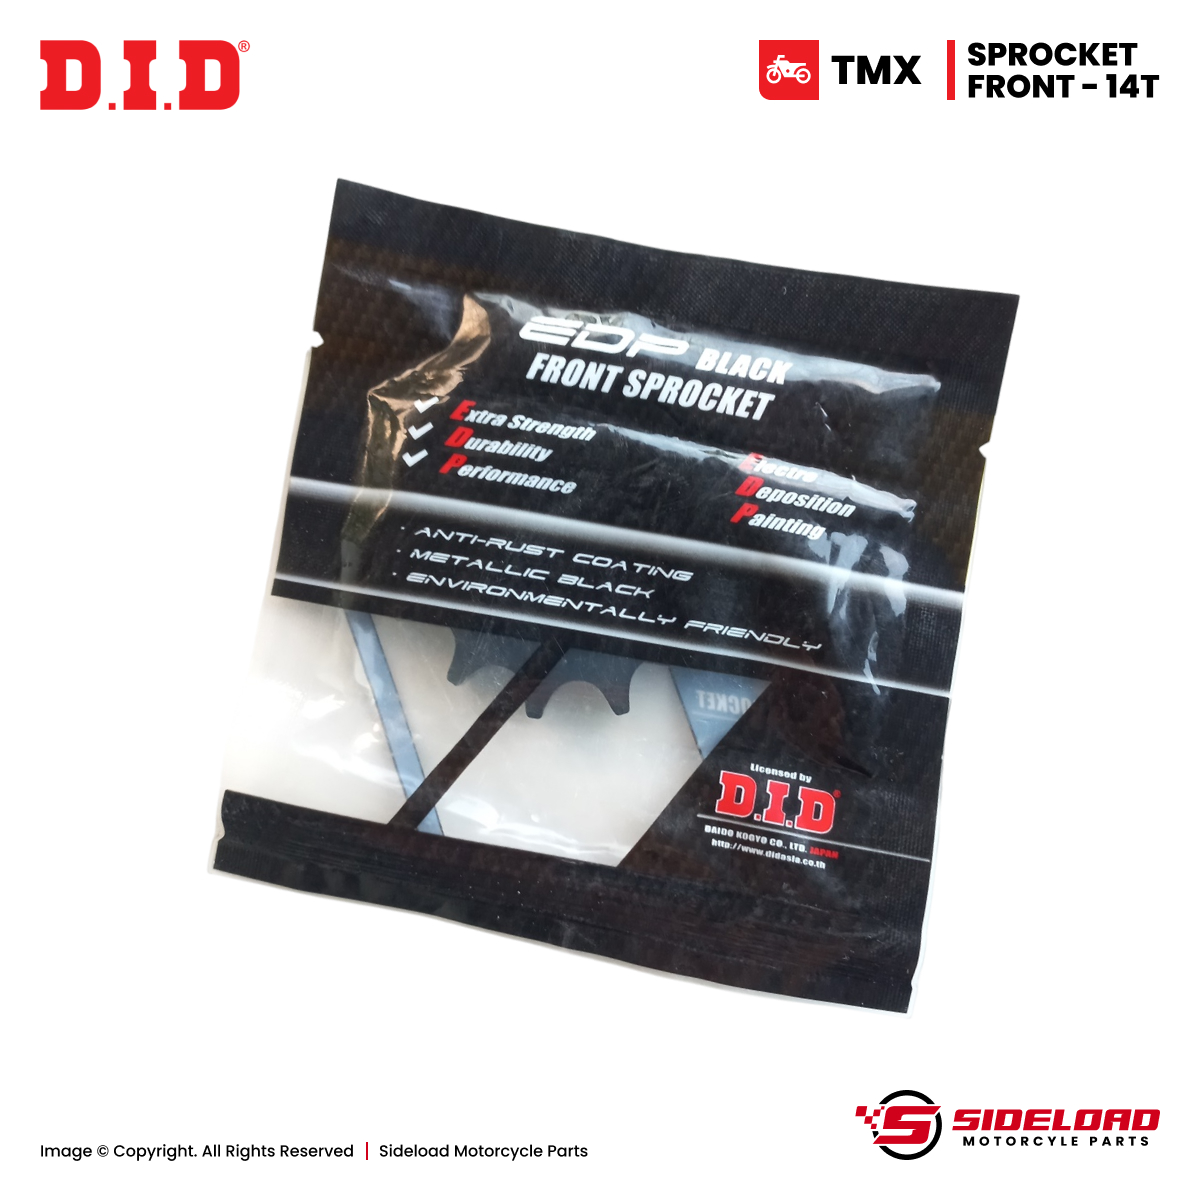 D.I.D®
TMX
SPROCKET
FRONT - 14T
EDP BLACK
FRONT SPROCKET
Extra Strength
Durability
Performance
Electro
Deposition
Painting
· ANTI-RUST COATING
· METALLIC BLACK
· ENVIRONMENTALLY FRIENDLY
SPROCKET
Licensed by
D.I.D®
DAIDO KOGYO CO., LTD. JAPAN
http://www.didasia.co.th
Image © Copyright. All Rights Reserved | Sideload Motorcycle Parts
S
SIDELOAD
MOTORCYLE PARTS